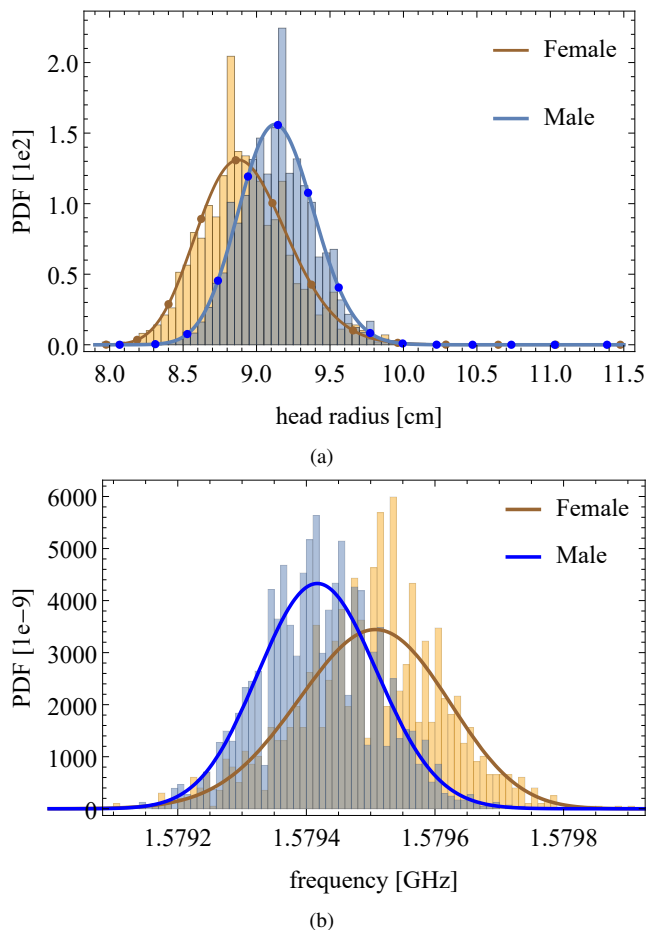 2.0
1.5
1.0
0.5
0.0
PDF [1e2]
Female
Male
8.0 8.5 9.0 9.5 10.0 10.5 11.0 11.5
head radius [cm]
(a)
6000
5000
4000
3000
2000
1000
0
PDF [1e−9]
Female
Male
1.5792 1.5794 1.5796 1.5798
frequency [GHz]
(b)